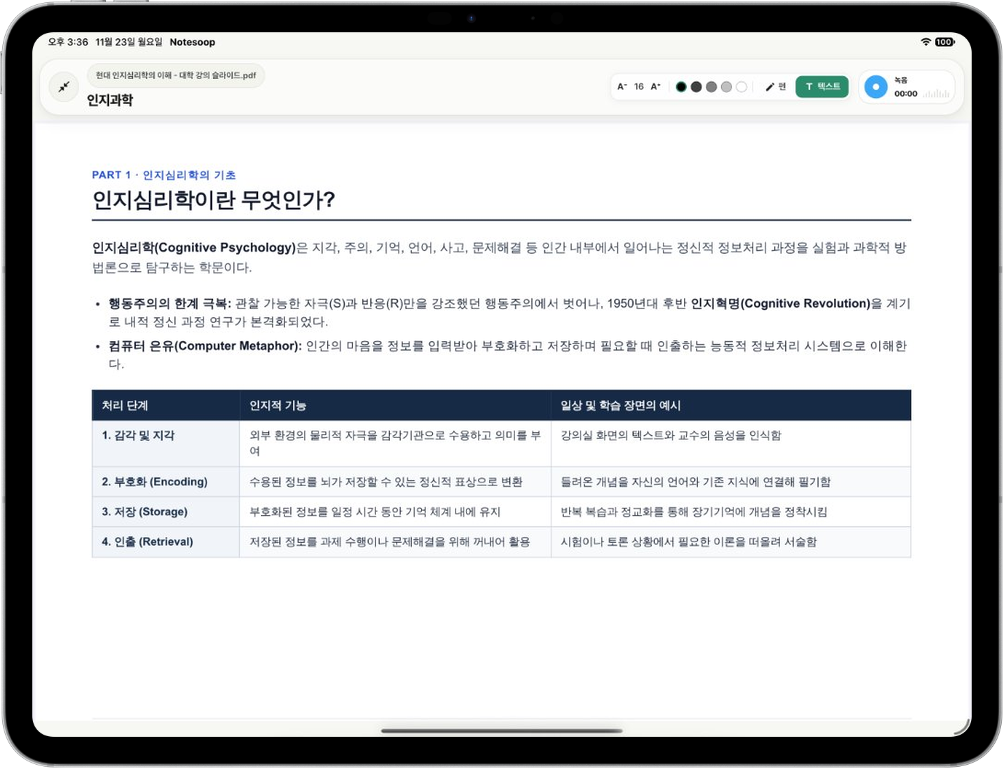 오후 3:36 11월 23일 월요일 Notesoop 100
현대 인지심리학의 이해 - 대학 강의 슬라이드.pdf
인지과학
A⁻ 16 A⁺ 펜 T 텍스트 녹음
00:00
PART 1 · 인지심리학의 기초
인지심리학이란 무엇인가?
인지심리학(Cognitive Psychology)은 지각, 주의, 기억, 언어, 사고, 문제해결 등 인간 내부에서 일어나는 정신적 정보처리 과정을 실험과 과학적 방
법론으로 탐구하는 학문이다.
• 행동주의의 한계 극복: 관찰 가능한 자극(S)과 반응(R)만을 강조했던 행동주의에서 벗어나, 1950년대 후반 인지혁명(Cognitive Revolution)을 계기
로 내적 정신 과정 연구가 본격화되었다.
• 컴퓨터 은유(Computer Metaphor): 인간의 마음을 정보를 입력받아 부호화하고 저장하며 필요할 때 인출하는 능동적 정보처리 시스템으로 이해한
다.
처리 단계 인지적 기능 일상 및 학습 장면의 예시
1. 감각 및 지각 외부 환경의 물리적 자극을 감각기관으로 수용하고 의미를 부 강의실 화면의 텍스트와 교수의 음성을 인식함
여
2. 부호화 (Encoding) 수용된 정보를 뇌가 저장할 수 있는 정신적 표상으로 변환 들려온 개념을 자신의 언어와 기존 지식에 연결해 필기함
3. 저장 (Storage) 부호화된 정보를 일정 시간 동안 기억 체계 내에 유지 반복 복습과 정교화를 통해 장기기억에 개념을 정착시킴
4. 인출 (Retrieval) 저장된 정보를 과제 수행이나 문제해결을 위해 꺼내어 활용 시험이나 토론 상황에서 필요한 이론을 떠올려 서술함